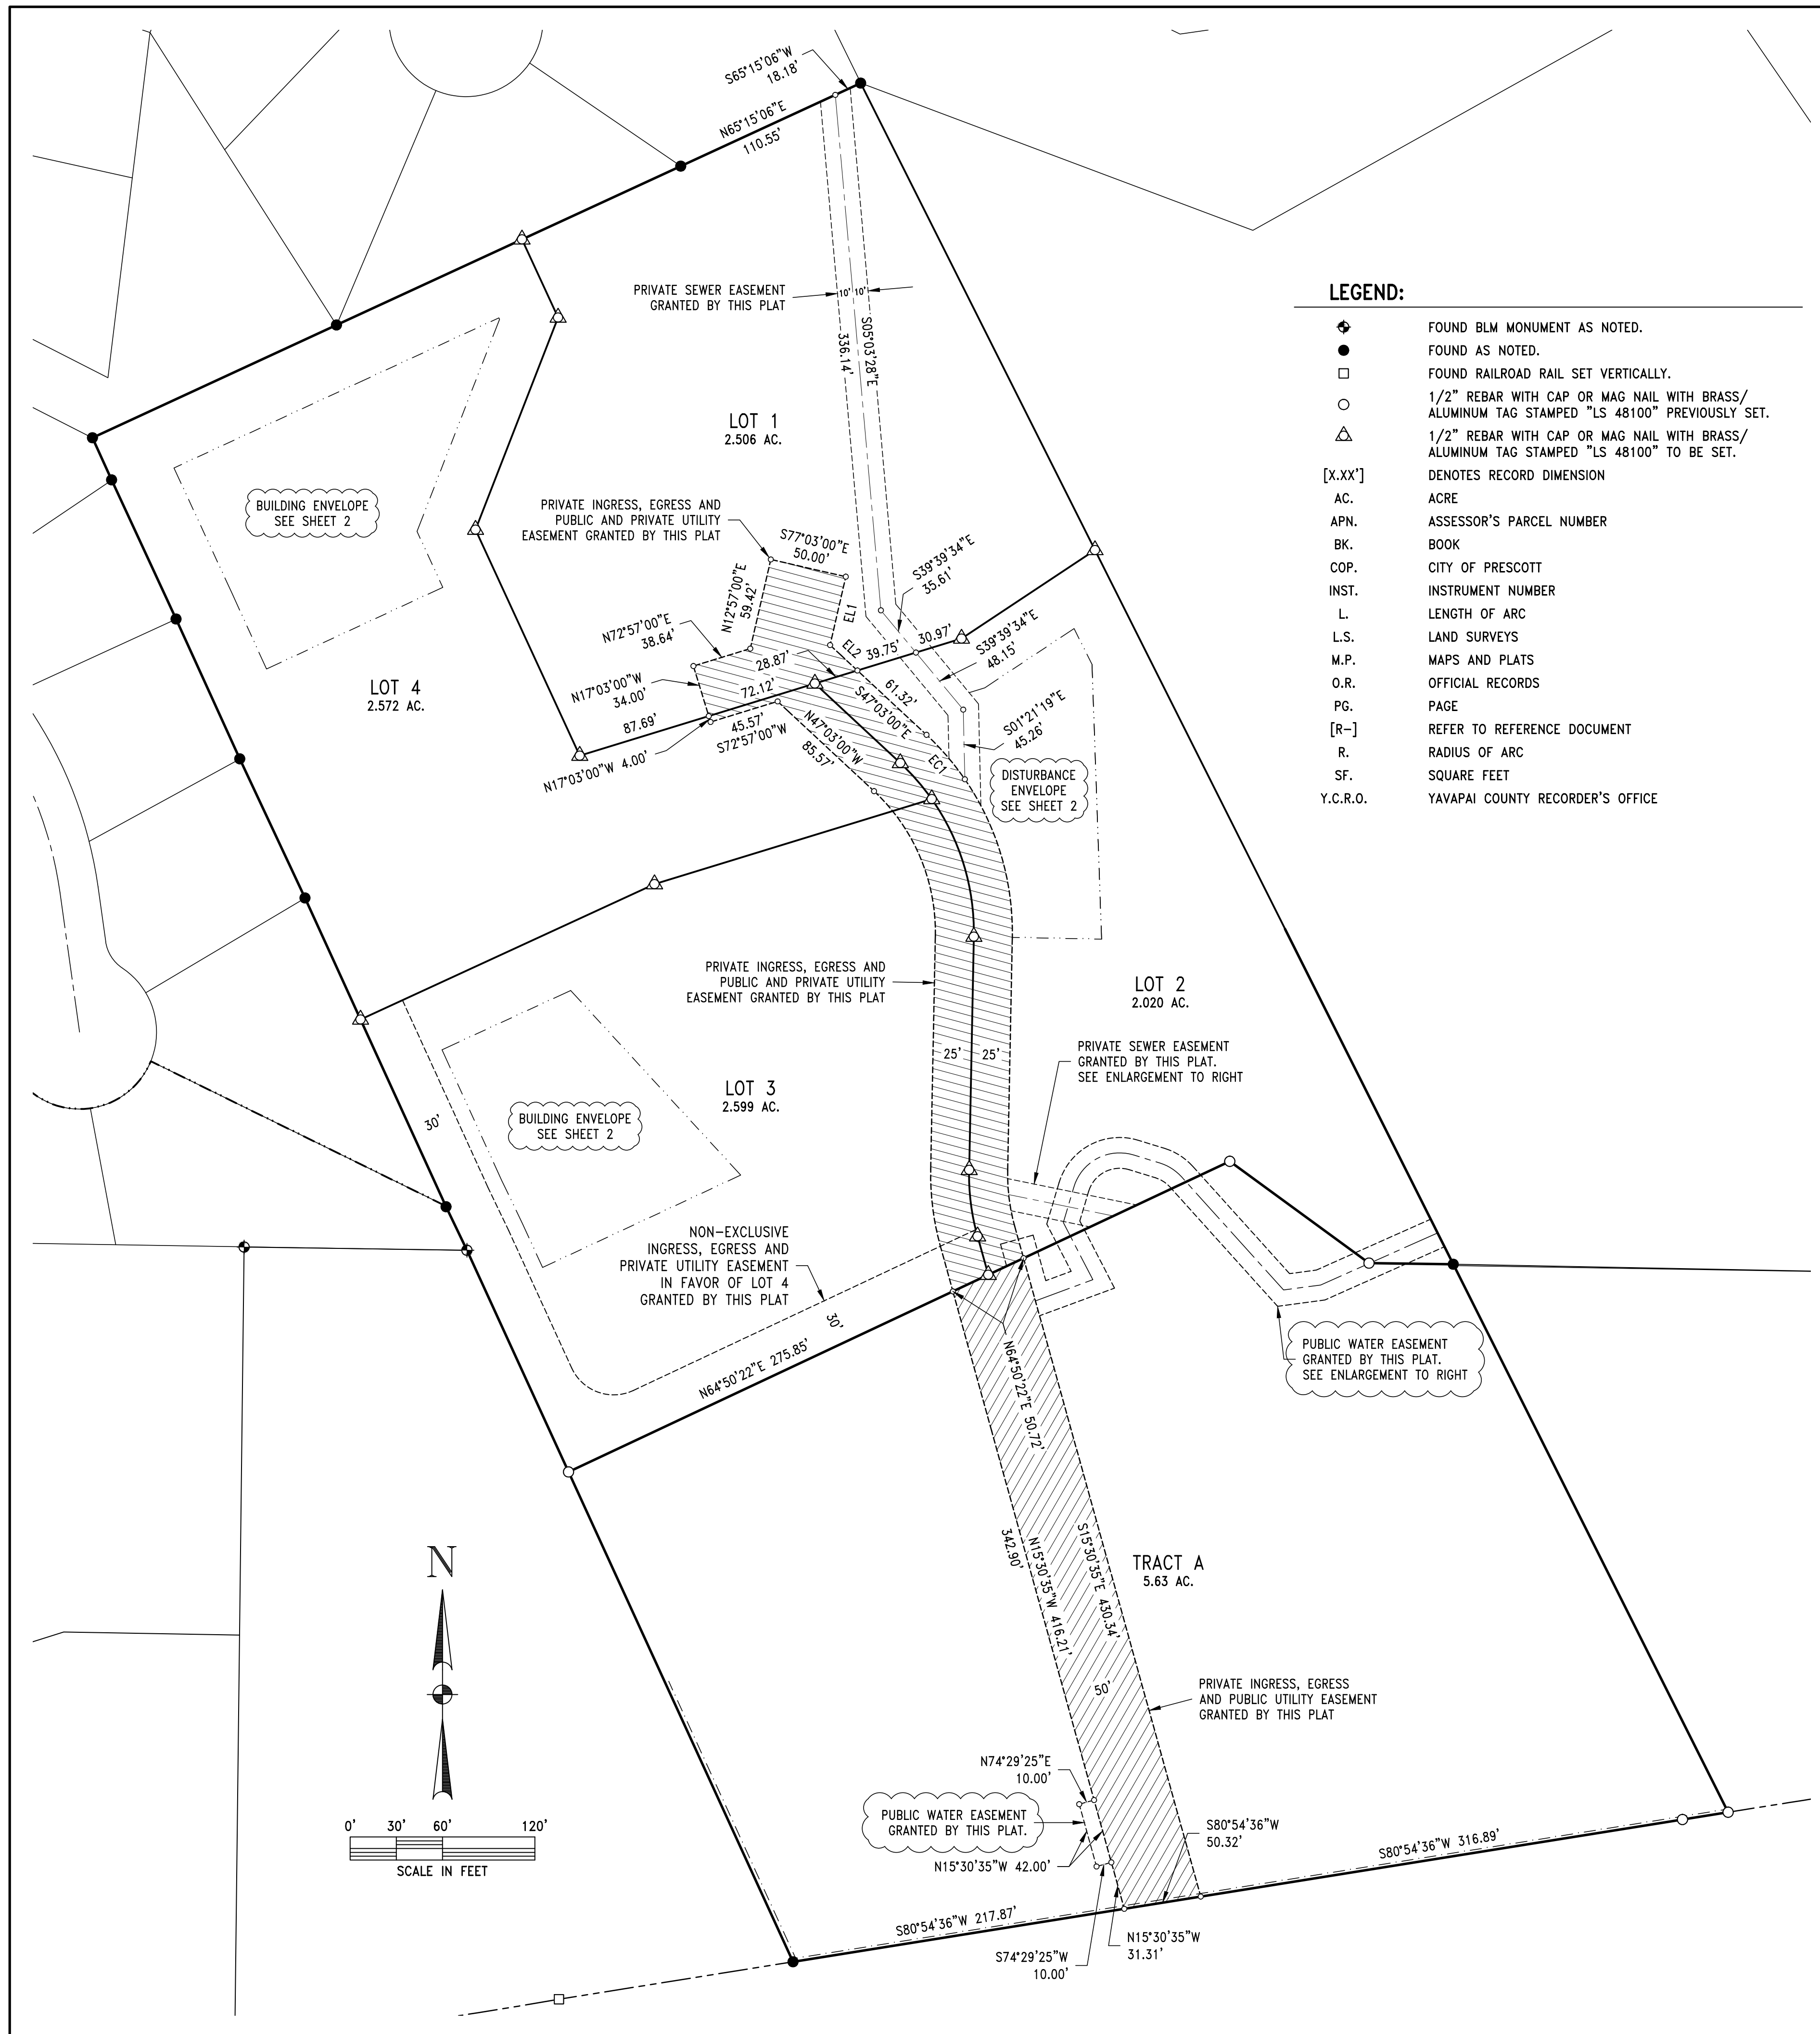 S65°15'06"W
18.18'
N65°15'06"E
110.55'
PRIVATE SEWER EASEMENT
GRANTED BY THIS PLAT
10' 10'
336.14'
S05°03'28"E
LEGEND:
FOUND BLM MONUMENT AS NOTED.
FOUND AS NOTED.
FOUND RAILROAD RAIL SET VERTICALLY.
1/2" REBAR WITH CAP OR MAG NAIL WITH BRASS/
ALUMINUM TAG STAMPED "LS 48100" PREVIOUSLY SET.
1/2" REBAR WITH CAP OR MAG NAIL WITH BRASS/
ALUMINUM TAG STAMPED "LS 48100" TO BE SET.
[X.XX'] DENOTES RECORD DIMENSION
AC. ACRE
APN. ASSESSOR'S PARCEL NUMBER
BK. BOOK
COP. CITY OF PRESCOTT
INST. INSTRUMENT NUMBER
L. LENGTH OF ARC
L.S. LAND SURVEYS
M.P. MAPS AND PLATS
O.R. OFFICIAL RECORDS
PG. PAGE
[R-] REFER TO REFERENCE DOCUMENT
R. RADIUS OF ARC
SF. SQUARE FEET
Y.C.R.O. YAVAPAI COUNTY RECORDER'S OFFICE
LOT 1
2.506 AC.
BUILDING ENVELOPE
SEE SHEET 2
PRIVATE INGRESS, EGRESS AND
PUBLIC AND PRIVATE UTILITY
EASEMENT GRANTED BY THIS PLAT
S77°03'00"E
50.00'
S39°39'34"E
35.61'
N12°57'00"E
59.42'
EL1
N72°57'00"E
38.64'
EL2
39.75'
30.97'
S39°39'34"E
48.15'
28.87'
LOT 4
2.572 AC.
N17°03'00"W
34.00'
72.12'
61.32'
S47°03'00"E
87.69'
45.57'
S72°57'00"W
N47°03'00"W
85.57'
S01°21'19"E
45.26'
N17°03'00"W 4.00'
EC1
DISTURBANCE
ENVELOPE
SEE SHEET 2
PRIVATE INGRESS, EGRESS AND
PUBLIC AND PRIVATE UTILITY
EASEMENT GRANTED BY THIS PLAT
LOT 2
2.020 AC.
25' 25'
PRIVATE SEWER EASEMENT
GRANTED BY THIS PLAT.
SEE ENLARGEMENT TO RIGHT
LOT 3
2.599 AC.
30'
BUILDING ENVELOPE
SEE SHEET 2
NON-EXCLUSIVE
INGRESS, EGRESS AND
PRIVATE UTILITY EASEMENT
IN FAVOR OF LOT 4
GRANTED BY THIS PLAT
30'
N64°50'22"E 275.85'
N64°50'22"E 50.72'
PUBLIC WATER EASEMENT
GRANTED BY THIS PLAT.
SEE ENLARGEMENT TO RIGHT
342.90'
N15°30'35"W 416.21'
S15°30'35"E 430.34'
TRACT A
5.63 AC.
N
50'
PRIVATE INGRESS, EGRESS
AND PUBLIC UTILITY EASEMENT
GRANTED BY THIS PLAT
N74°29'25"E
10.00'
PUBLIC WATER EASEMENT
GRANTED BY THIS PLAT.
0' 30' 60' 120'
SCALE IN FEET
S80°54'36"W
50.32'
S80°54'36"W 316.89'
N15°30'35"W 42.00'
S80°54'36"W 217.87'
N15°30'35"W
31.31'
S74°29'25"W
10.00'